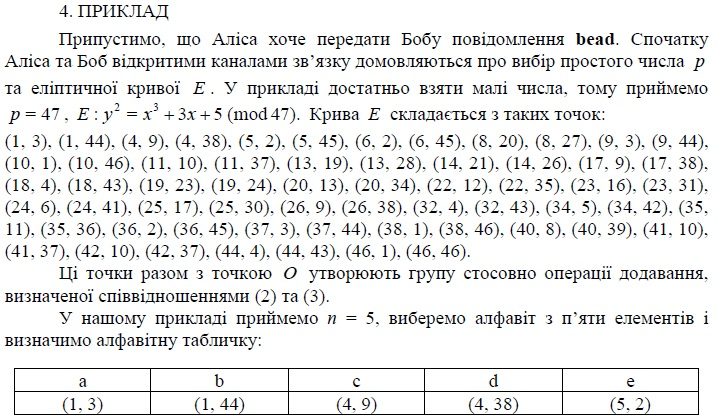 4. ПРИКЛАД
Припустимо, що Аліса хоче передати Бобу повідомлення bead. Спочатку
Аліса та Боб відкритими каналами зв’язку домовляються про вибір простого числа p
та еліптичної кривої E . У прикладі достатньо взяти малі числа, тому приймемо
p = 47 , E : y² = x³ + 3x + 5 (mod 47). Крива E складається з таких точок:
(1, 3), (1, 44), (4, 9), (4, 38), (5, 2), (5, 45), (6, 2), (6, 45), (8, 20), (8, 27), (9, 3), (9, 44),
(10, 1), (10, 46), (11, 10), (11, 37), (13, 19), (13, 28), (14, 21), (14, 26), (17, 9), (17, 38),
(18, 4), (18, 43), (19, 23), (19, 24), (20, 13), (20, 34), (22, 12), (22, 35), (23, 16), (23, 31),
(24, 6), (24, 41), (25, 17), (25, 30), (26, 9), (26, 38), (32, 4), (32, 43), (34, 5), (34, 42), (35,
11), (35, 36), (36, 2), (36, 45), (37, 3), (37, 44), (38, 1), (38, 46), (40, 8), (40, 39), (41, 10),
(41, 37), (42, 10), (42, 37), (44, 4), (44, 43), (46, 1), (46, 46).
Ці точки разом з точкою O утворюють групу стосовно операції додавання,
визначеної співвідношеннями (2) та (3).
У нашому прикладі приймемо n = 5, виберемо алфавіт з п’яти елементів і
визначимо алфавітну табличку:
a b c d e
(1, 3) (1, 44) (4, 9) (4, 38) (5, 2)